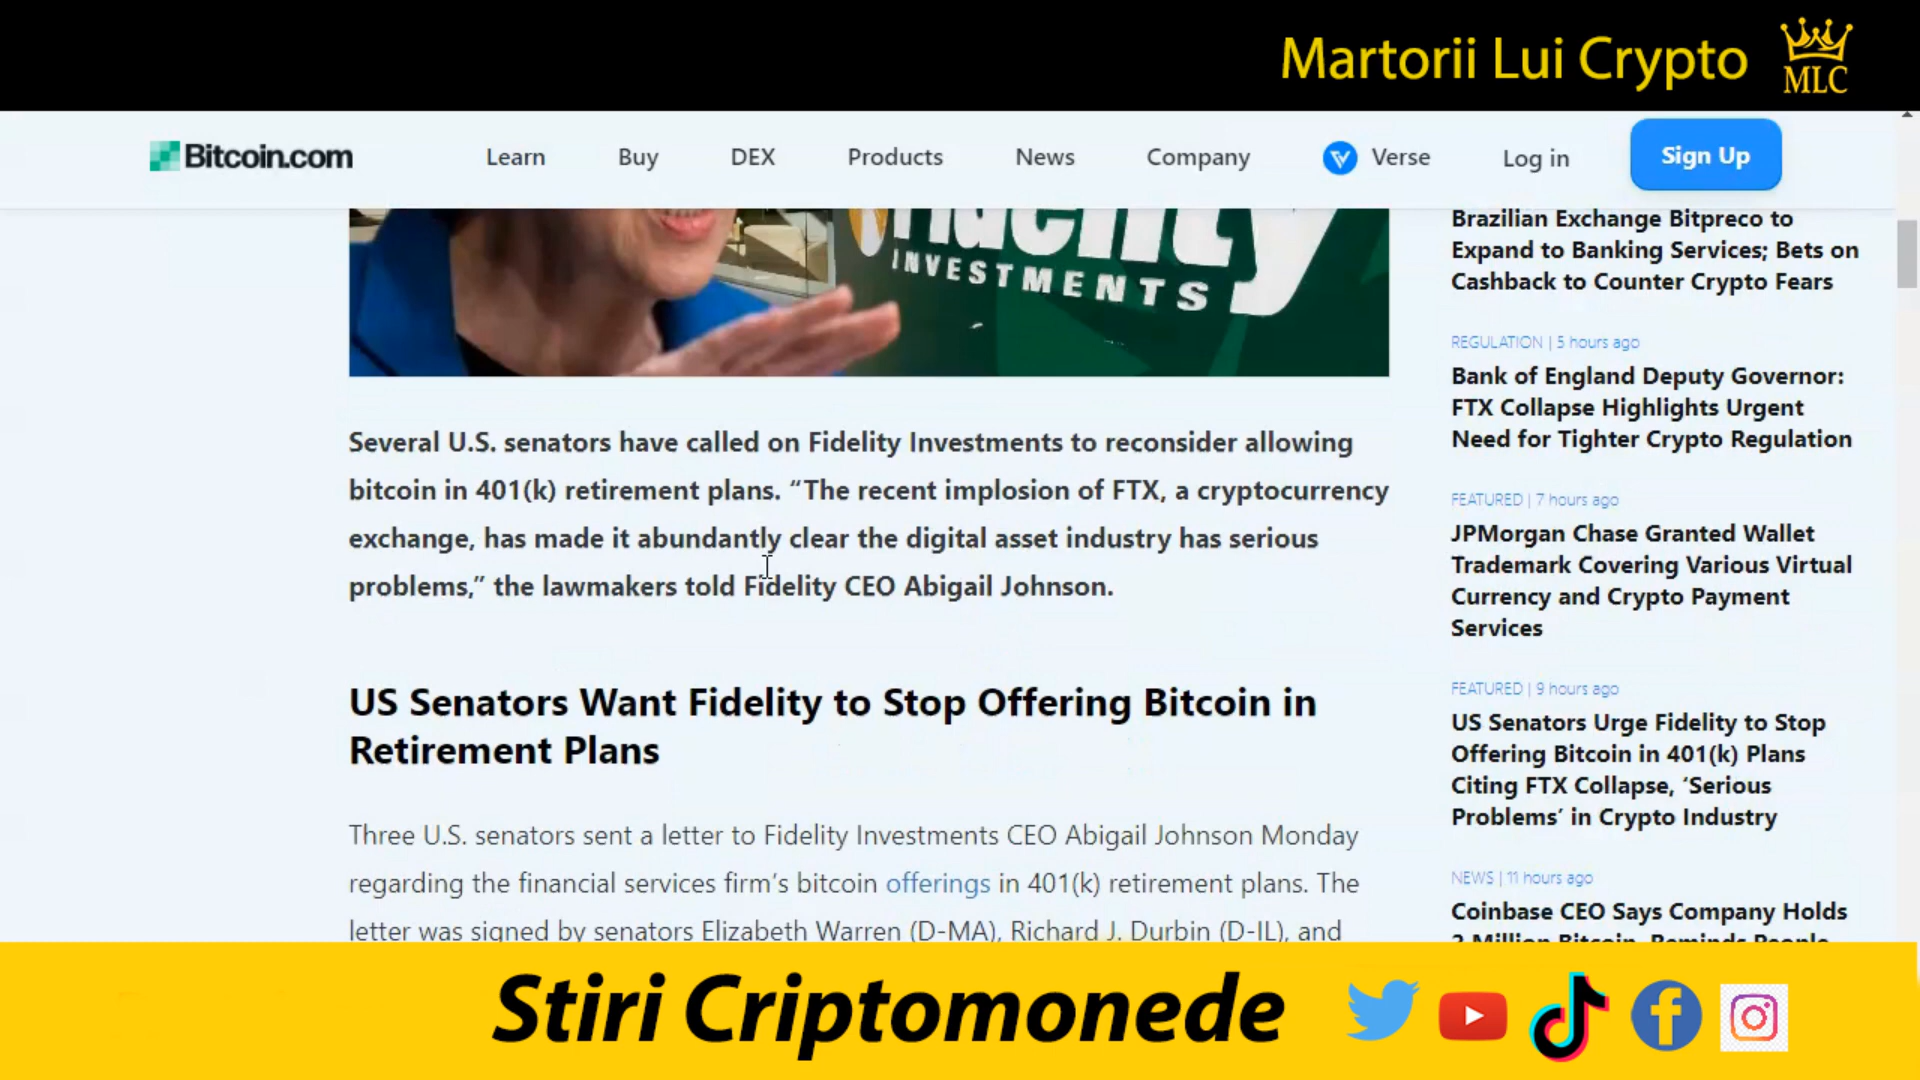 Martorii Lui Crypto
MLC
Bitcoin.com
Learn
Buy
DEX
Products
News
Company
Verse
Log in
Sign Up
INVESTMENTS
Several U.S. senators have called on Fidelity Investments to reconsider allowing
bitcoin in 401(k) retirement plans. “The recent implosion of FTX, a cryptocurrency
exchange, has made it abundantly clear the digital asset industry has serious
problems,” the lawmakers told Fidelity CEO Abigail Johnson.
US Senators Want Fidelity to Stop Offering Bitcoin in
Retirement Plans
Three U.S. senators sent a letter to Fidelity Investments CEO Abigail Johnson Monday
regarding the financial services firm’s bitcoin offerings in 401(k) retirement plans. The
letter was signed by senators Elizabeth Warren (D-MA), Richard J. Durbin (D-IL), and
Brazilian Exchange Bitpreco to
Expand to Banking Services; Bets on
Cashback to Counter Crypto Fears
REGULATION | 5 hours ago
Bank of England Deputy Governor:
FTX Collapse Highlights Urgent
Need for Tighter Crypto Regulation
FEATURED | 7 hours ago
JPMorgan Chase Granted Wallet
Trademark Covering Various Virtual
Currency and Crypto Payment
Services
FEATURED | 9 hours ago
US Senators Urge Fidelity to Stop
Offering Bitcoin in 401(k) Plans
Citing FTX Collapse, ‘Serious
Problems’ in Crypto Industry
NEWS | 11 hours ago
Coinbase CEO Says Company Holds
Million Bitcoin, Reminds People
Stiri Criptomonede